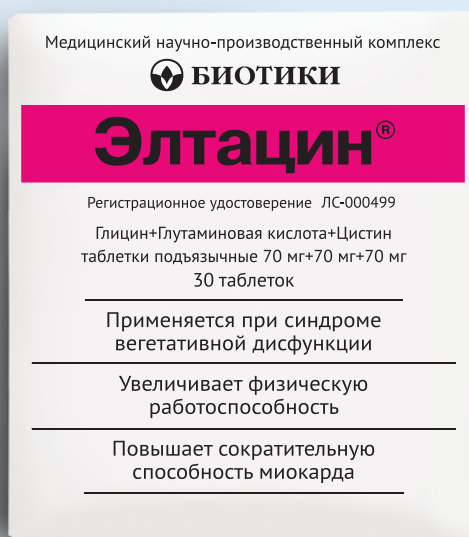 Медицинский научно-производственный комплекс
БИОТИКИ
Элтацин®
Регистрационное удостоверение ЛС-000499
Глицин+Глутаминовая кислота+Цистин
таблетки подъязычные 70 мг+70 мг+70 мг
30 таблеток
Применяется при синдроме
вегетативной дисфункции
Увеличивает физическую
работоспособность
Повышает сократительную
способность миокарда